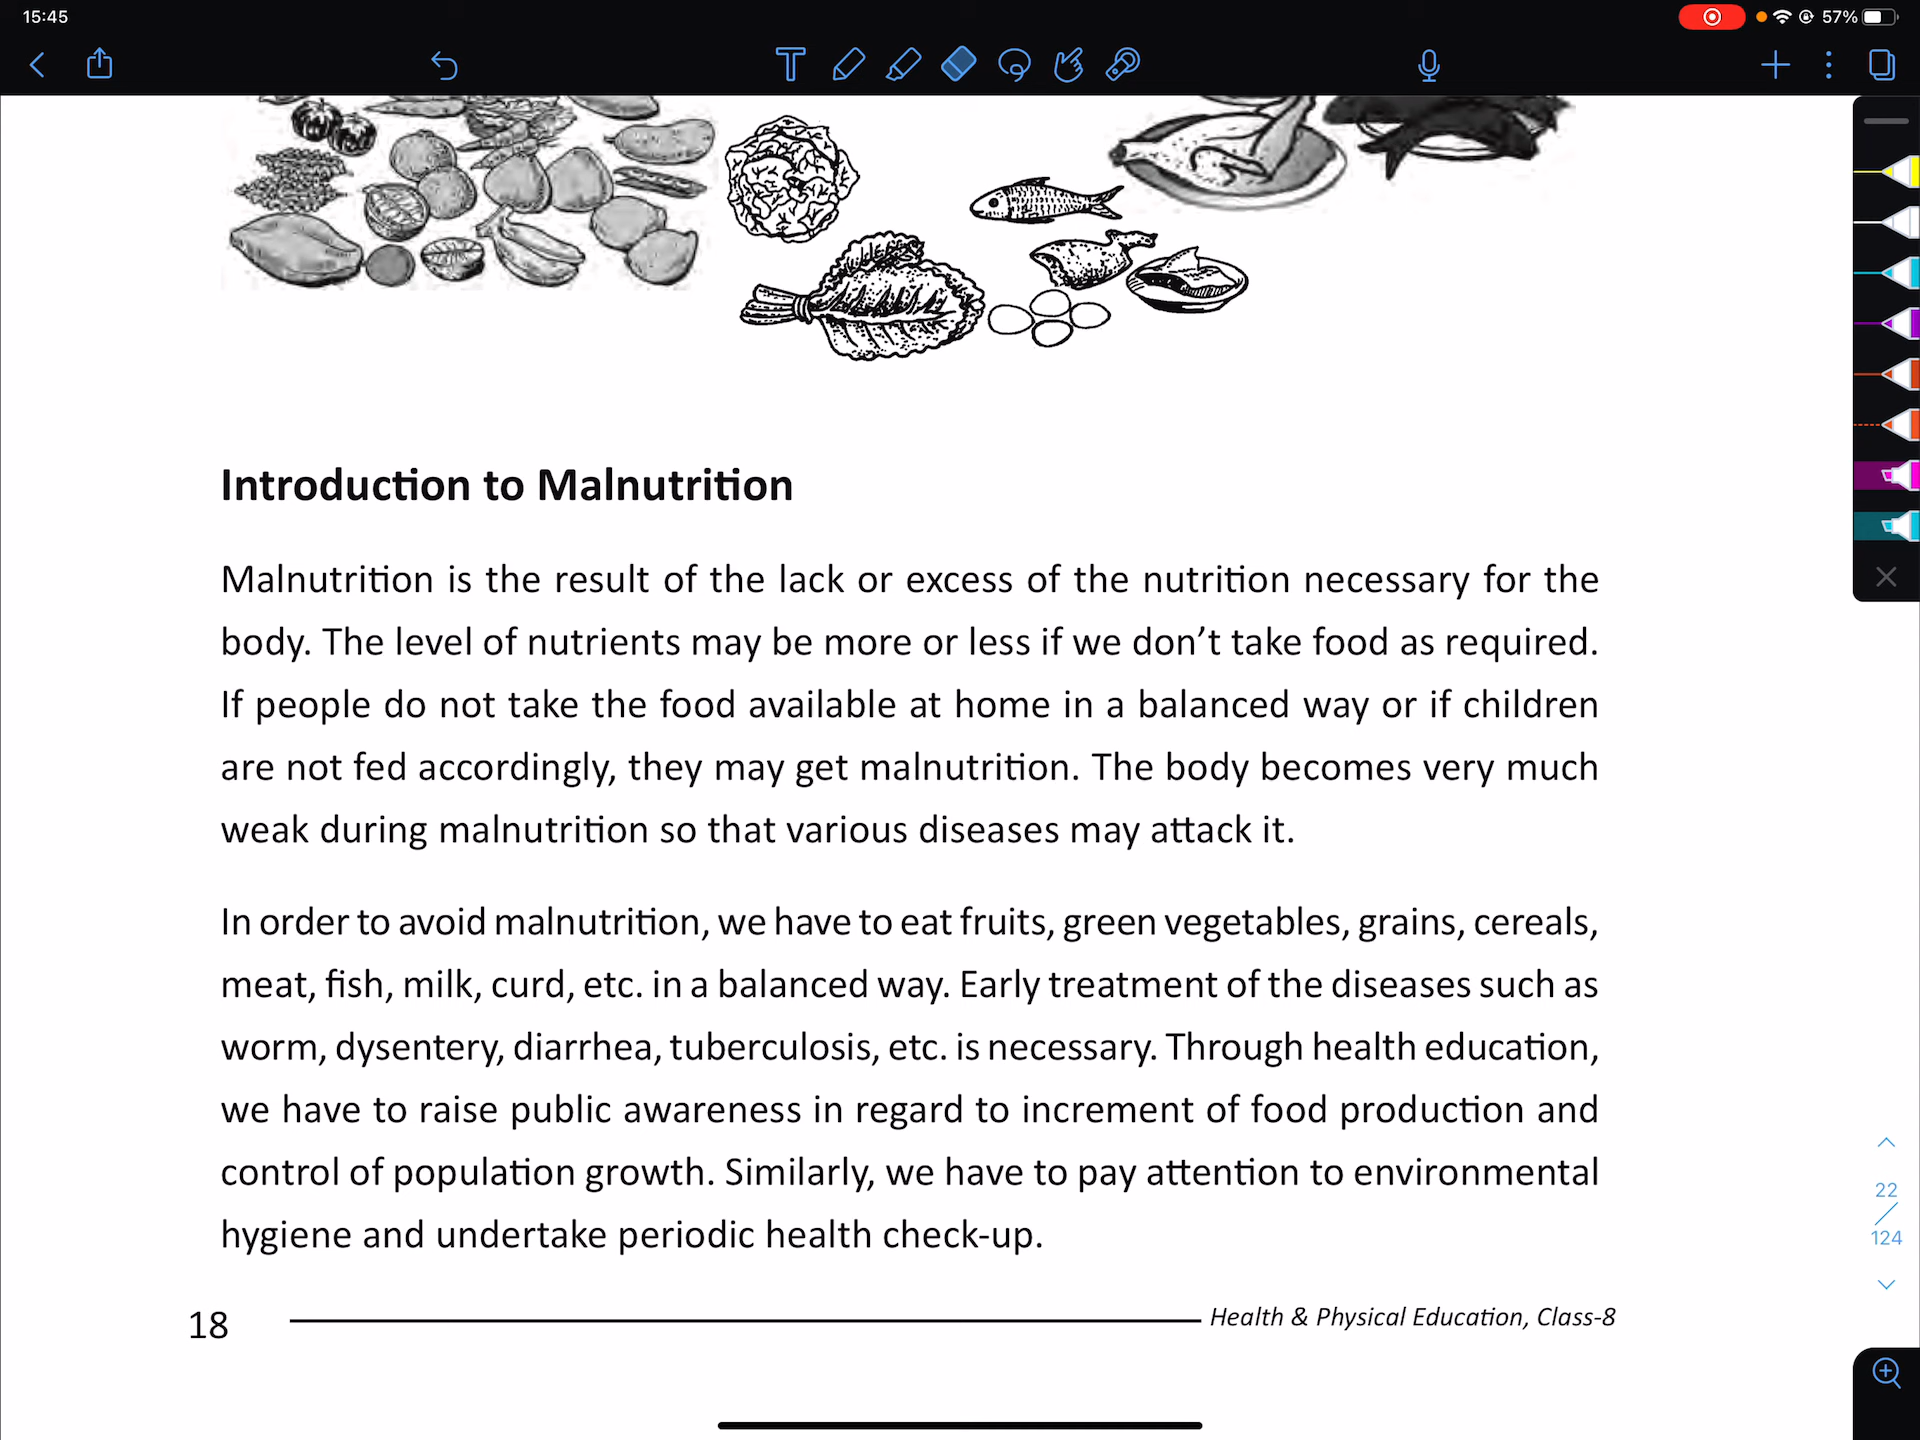 15:45
57%
Introduction to Malnutrition
Malnutrition is the result of the lack or excess of the nutrition necessary for the
body. The level of nutrients may be more or less if we don’t take food as required.
If people do not take the food available at home in a balanced way or if children
are not fed accordingly, they may get malnutrition. The body becomes very much
weak during malnutrition so that various diseases may attack it.
In order to avoid malnutrition, we have to eat fruits, green vegetables, grains, cereals,
meat, fish, milk, curd, etc. in a balanced way. Early treatment of the diseases such as
worm, dysentery, diarrhea, tuberculosis, etc. is necessary. Through health education,
we have to raise public awareness in regard to increment of food production and
control of population growth. Similarly, we have to pay attention to environmental
hygiene and undertake periodic health check-up.
22
/
124
18
Health & Physical Education, Class-8